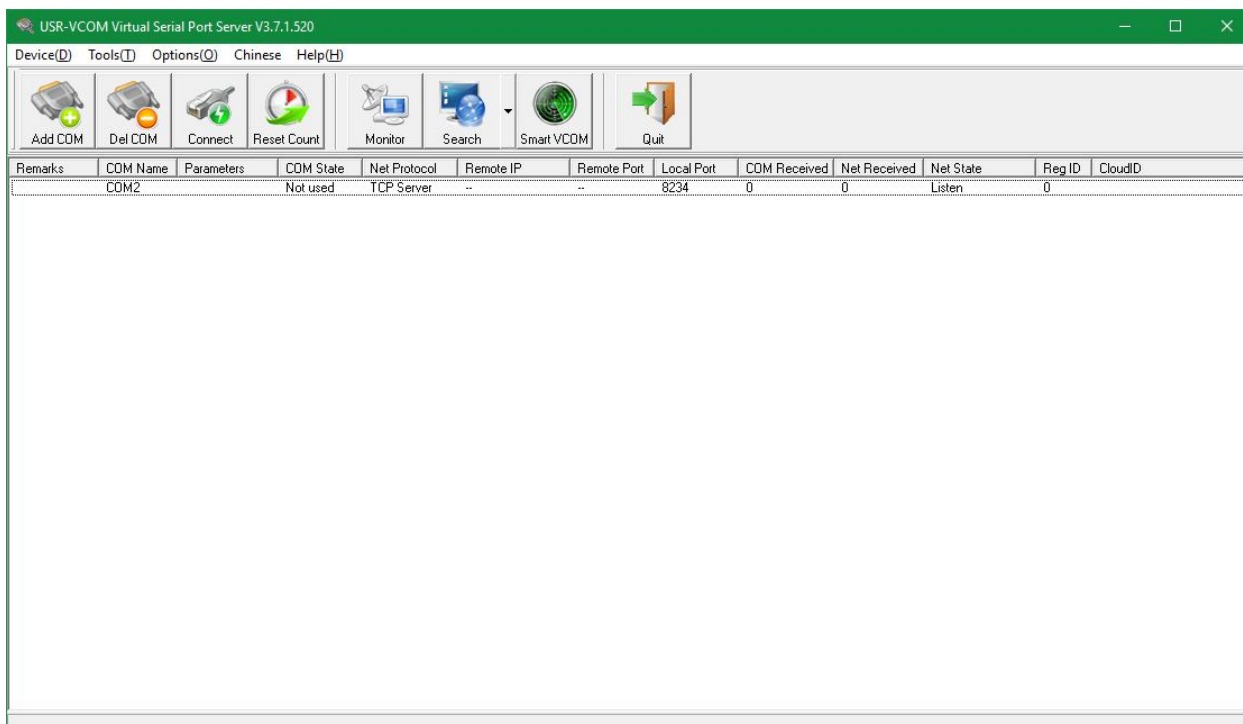 USR-VCOM Virtual Serial Port Server V3.7.1.520
Device(D) Tools(T) Options(O) Chinese Help(H)
Add COM Del COM Connect Reset Count Monitor Search Smart VCOM Quit
Remarks COM Name Parameters COM State Net Protocol Remote IP Remote Port Local Port COM Received Net Received Net State Reg ID CloudID
COM2 Not used TCP Server -- -- 8234 0 0 Listen 0